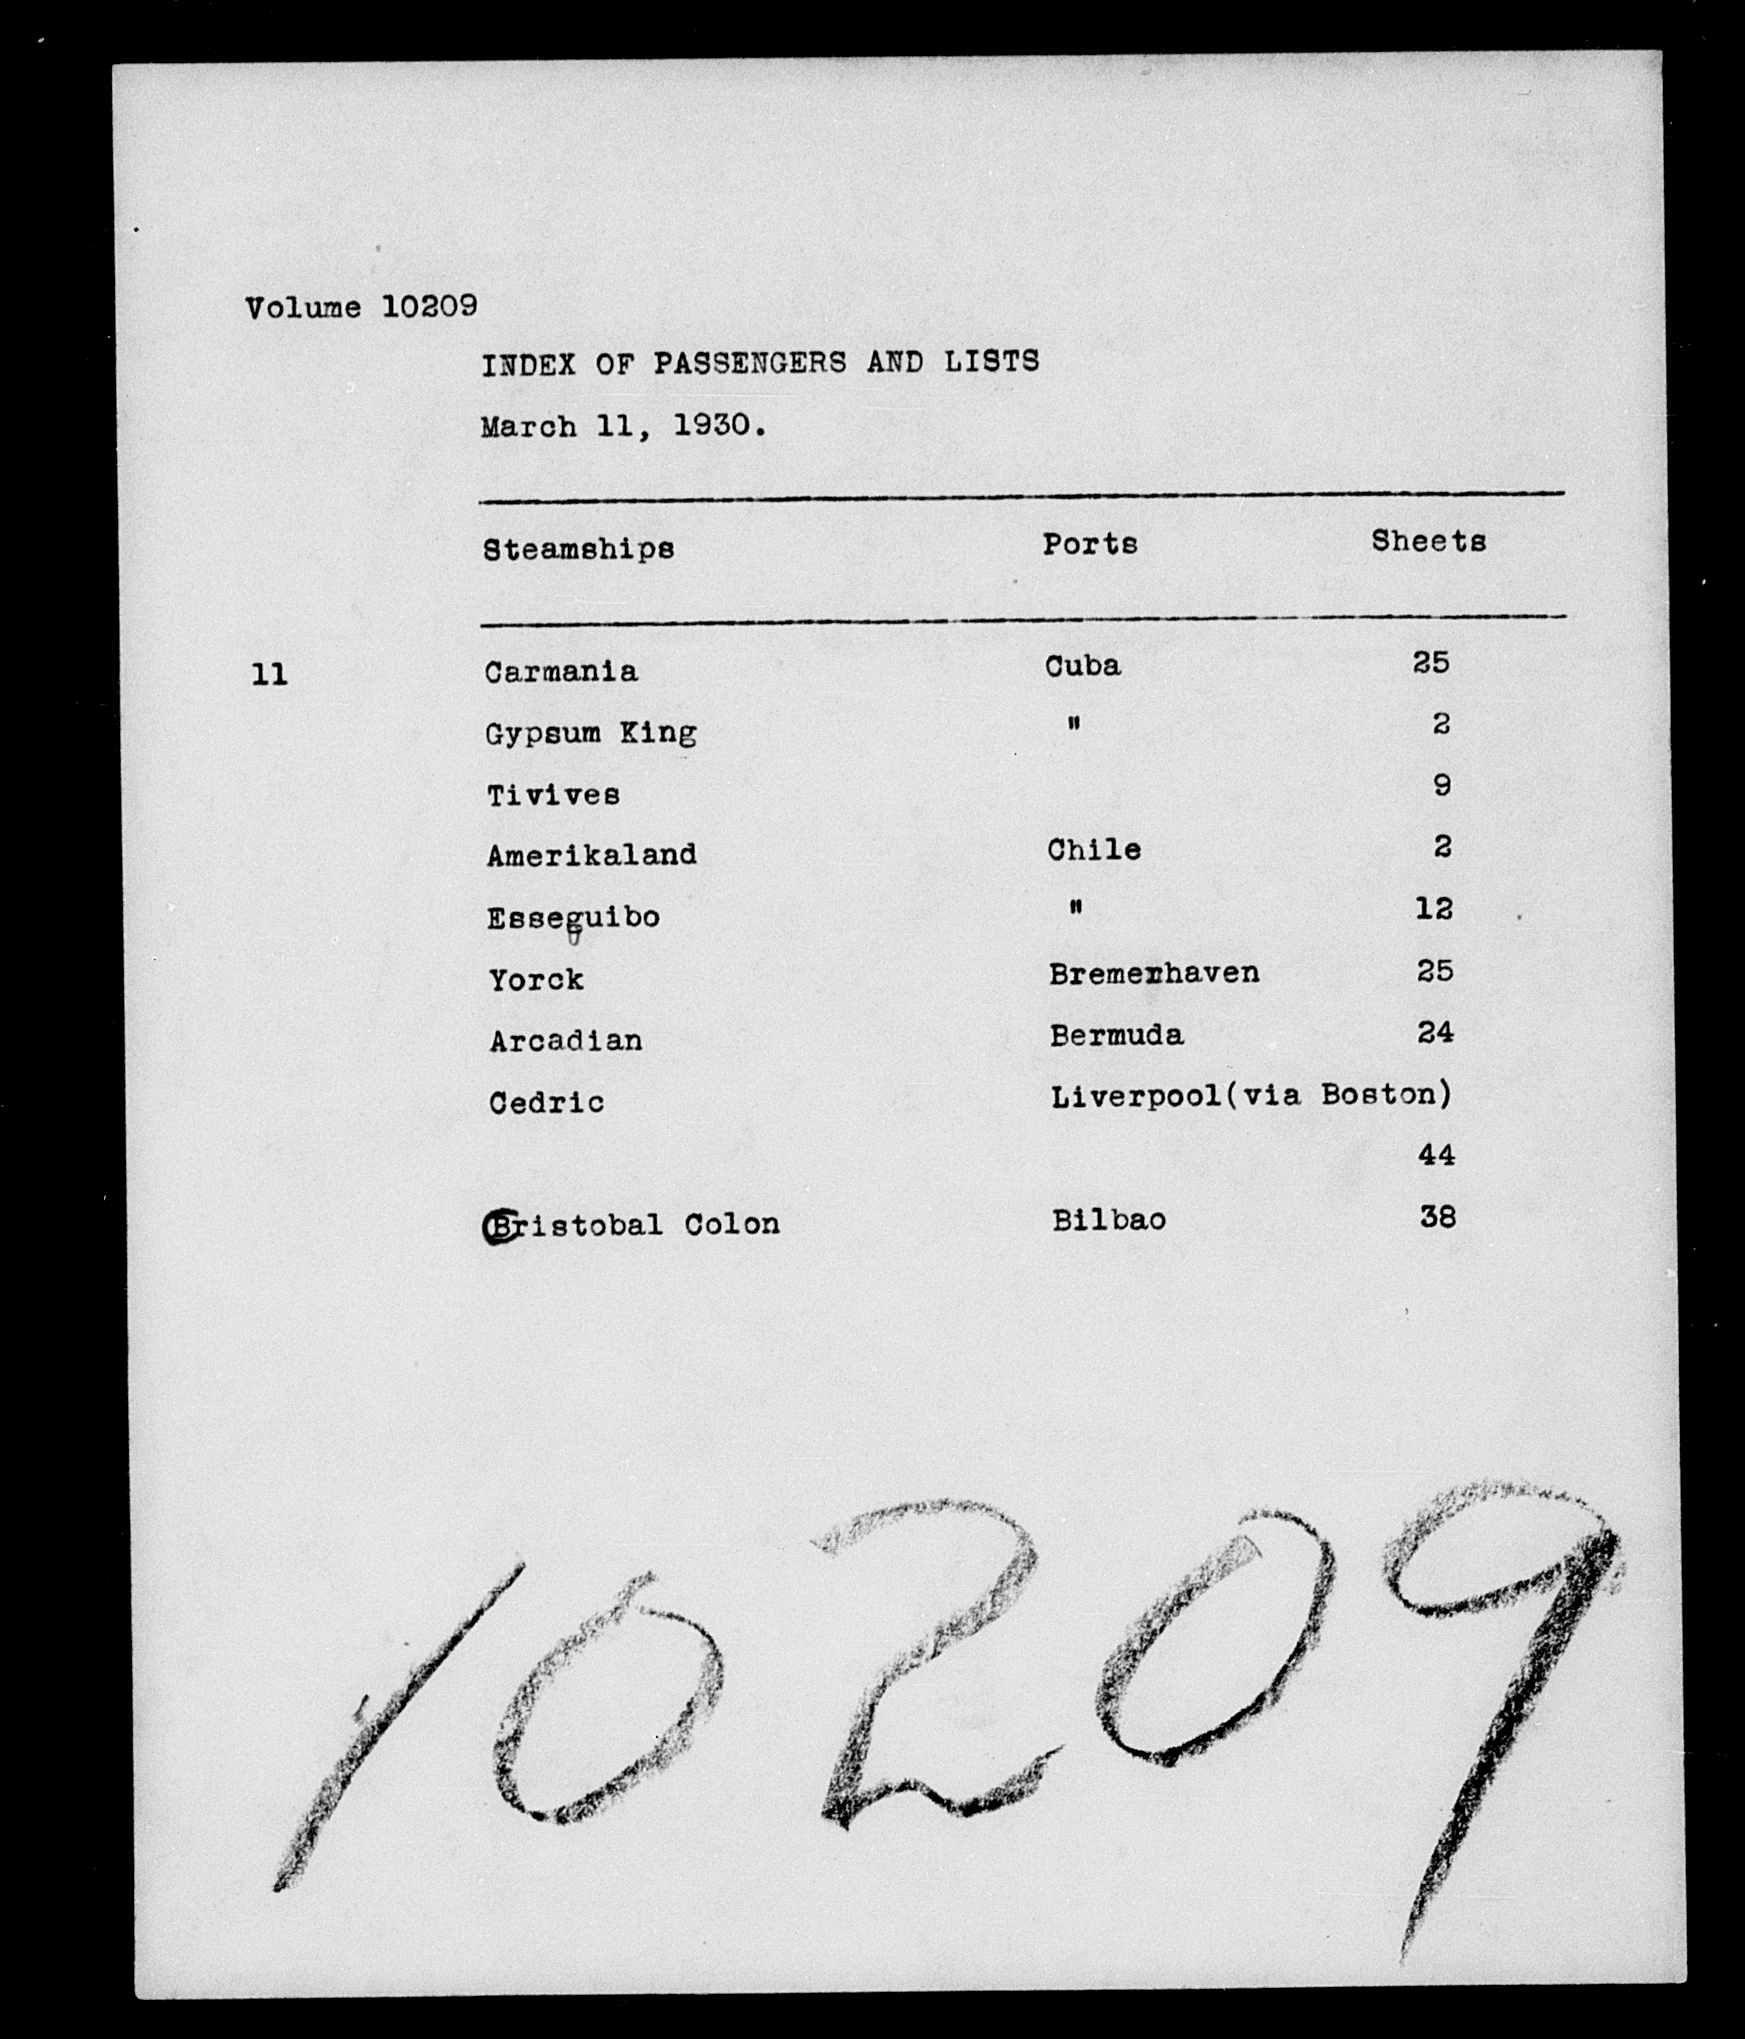 Volume 10209
INDEX OF PASSENGERS AND LISTS
March 11, 1930.
Steamships Ports Sheets
11 Carmania Cuba 25
Gypsum King " 2
Tivives 9
Amerikaland Chile 2
Esseguibo " 12
Yorck Bremerhaven 25
Arcadian Bermuda 24
Cedric Liverpool(via Boston)
44
Cristobal Colon Bilbao 38
10209